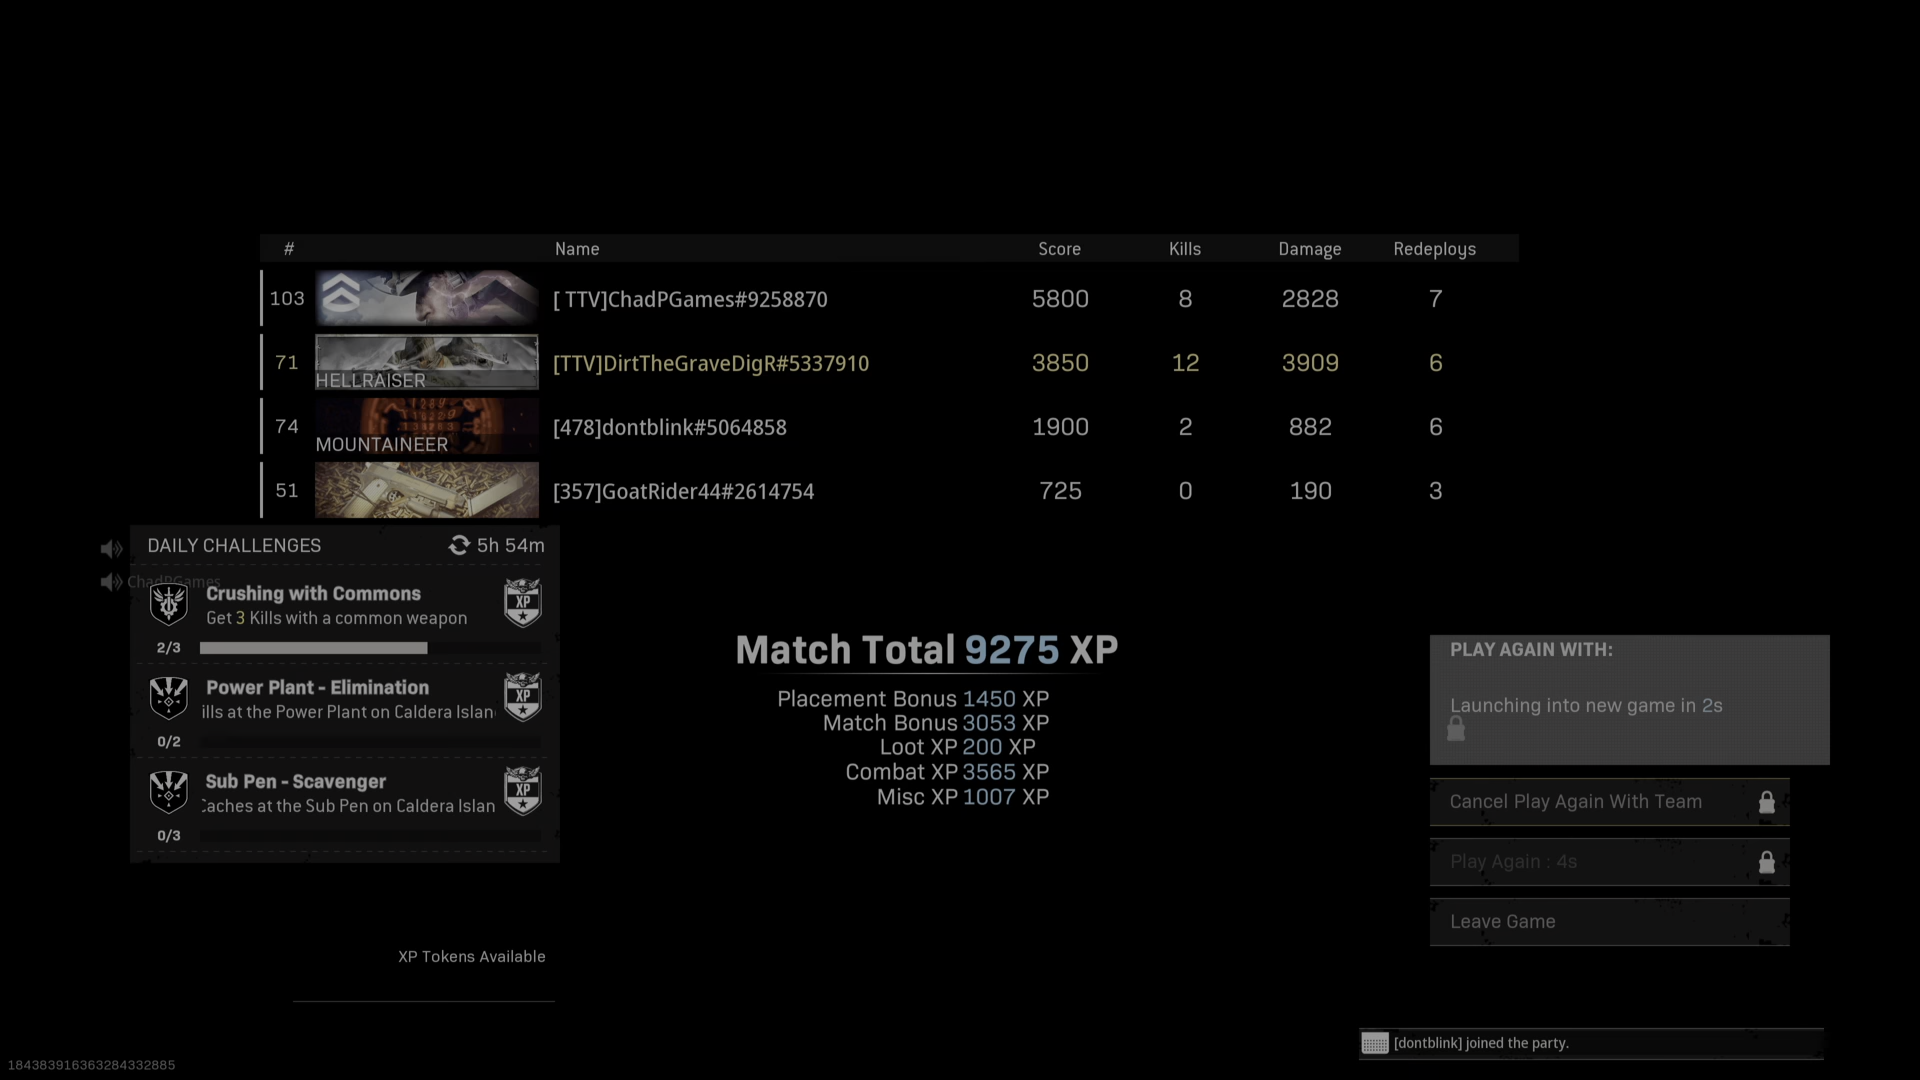 # Name Score Kills Damage Redeploys
103 [ TTV]ChadPGames#9258870 5800 8 2828 7
71 HELLRAISER [TTV]DirtTheGraveDigR#5337910 3850 12 3909 6
74 MOUNTAINEER [478]dontblink#5064858 1900 2 882 6
51 [357]GoatRider44#2614754 725 0 190 3
DAILY CHALLENGES 5h 54m
ChadPGames
Crushing with Commons
Get 3 Kills with a common weapon
XP
2/3
Power Plant - Elimination
ills at the Power Plant on Caldera Islan
XP
0/2
Sub Pen - Scavenger
Caches at the Sub Pen on Caldera Islan
XP
0/3
XP Tokens Available
Match Total 9275 XP
Placement Bonus 1450 XP
Match Bonus 3053 XP
Loot XP 200 XP
Combat XP 3565 XP
Misc XP 1007 XP
PLAY AGAIN WITH:
Launching into new game in 2s
Cancel Play Again With Team
Play Again : 4s
Leave Game
[dontblink] joined the party.
184383916363284332885